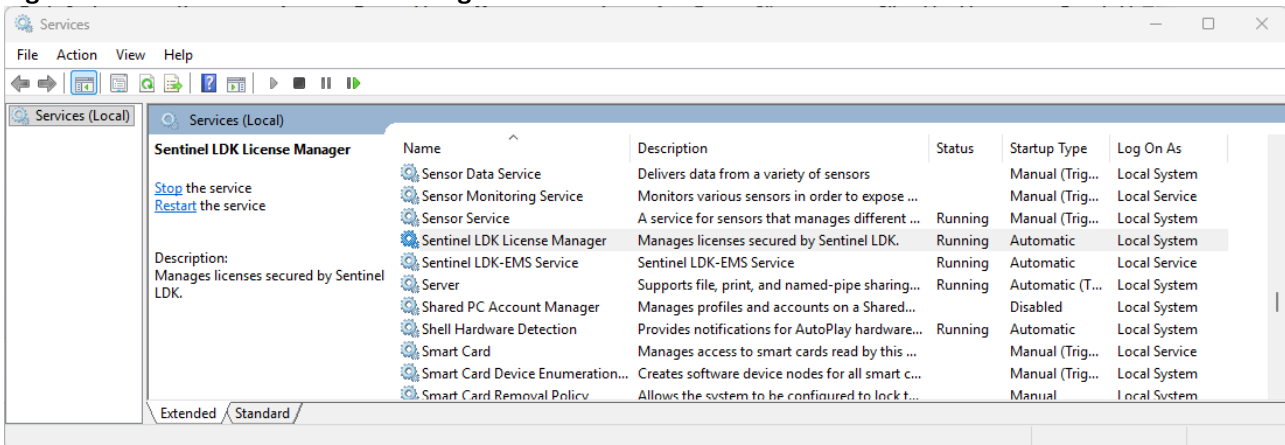 Services
File Action View Help
Services (Local)
Services (Local)
Sentinel LDK License Manager
Stop the service
Restart the service
Description:
Manages licenses secured by Sentinel
LDK.
Name Description Status Startup Type Log On As
Sensor Data Service Delivers data from a variety of sensors Manual (Trig... Local System
Sensor Monitoring Service Monitors various sensors in order to expose ... Manual (Trig... Local Service
Sensor Service A service for sensors that manages different ... Running Manual (Trig... Local System
Sentinel LDK License Manager Manages licenses secured by Sentinel LDK. Running Automatic Local System
Sentinel LDK-EMS Service Sentinel LDK-EMS Service Running Automatic Local Service
Server Supports file, print, and named-pipe sharing... Running Automatic (T... Local System
Shared PC Account Manager Manages profiles and accounts on a Shared... Disabled Local System
Shell Hardware Detection Provides notifications for AutoPlay hardware... Running Automatic Local System
Smart Card Manages access to smart cards read by this ... Manual (Trig... Local Service
Smart Card Device Enumeration... Creates software device nodes for all smart c... Manual (Trig... Local System
Smart Card Removal Policy Allows the system to be configured to lock t... Manual Local System
Extended Standard